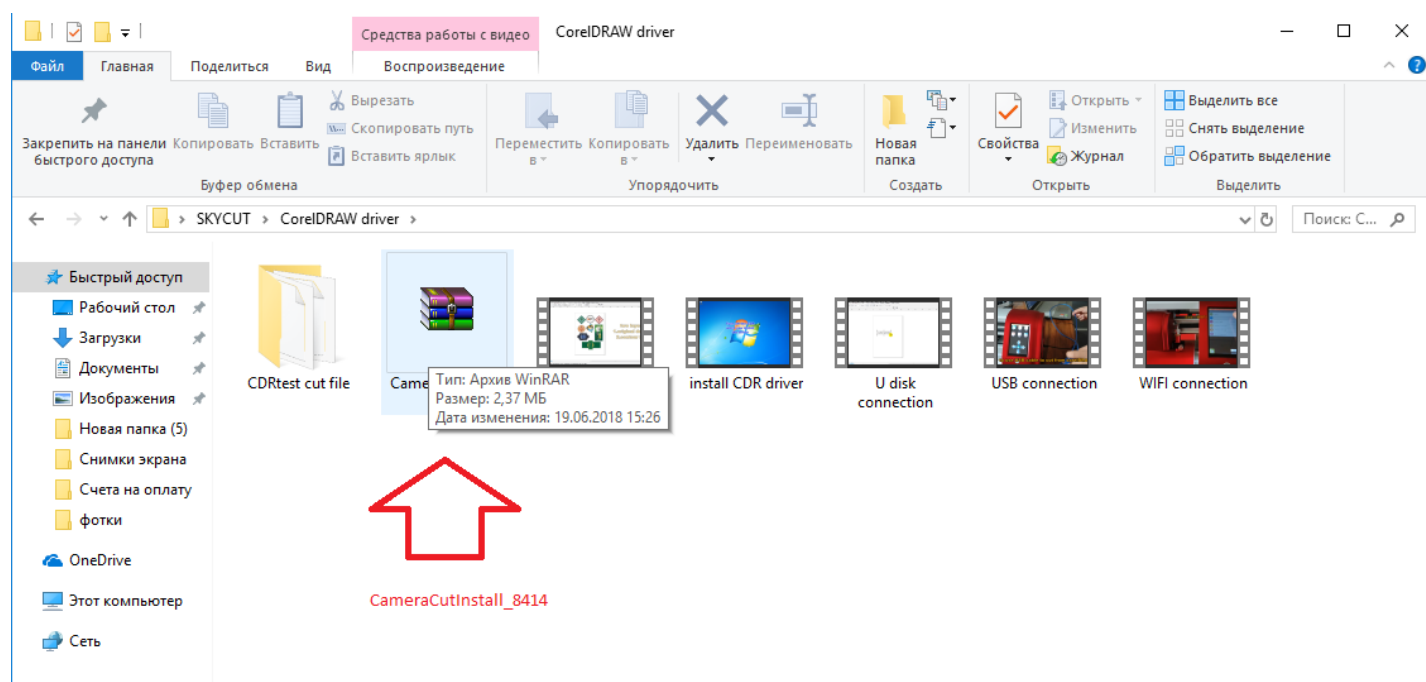 Средства работы с видео
CorelDRAW driver
Файл
Главная
Поделиться
Вид
Воспроизведение
Закрепить на панели быстрого доступа
Копировать
Вставить
Вырезать
Скопировать путь
Вставить ярлык
Буфер обмена
Переместить в
Копировать в
Удалить
Переименовать
Упорядочить
Новая папка
Создать
Свойства
Открыть
Изменить
Журнал
Открыть
Выделить все
Снять выделение
Обратить выделение
Выделить
SKYCUT > CorelDRAW driver >
Поиск: C...
Быстрый доступ
Рабочий стол
Загрузки
Документы
Изображения
Новая папка (5)
Снимки экрана
Счета на оплату
фотки
OneDrive
Этот компьютер
Сеть
CDRtest cut file
Came
Тип: Архив WinRAR
Размер: 2,37 МБ
Дата изменения: 19.06.2018 15:26
install CDR driver
U disk
connection
USB connection
WIFI connection
CameraCutInstall_8414